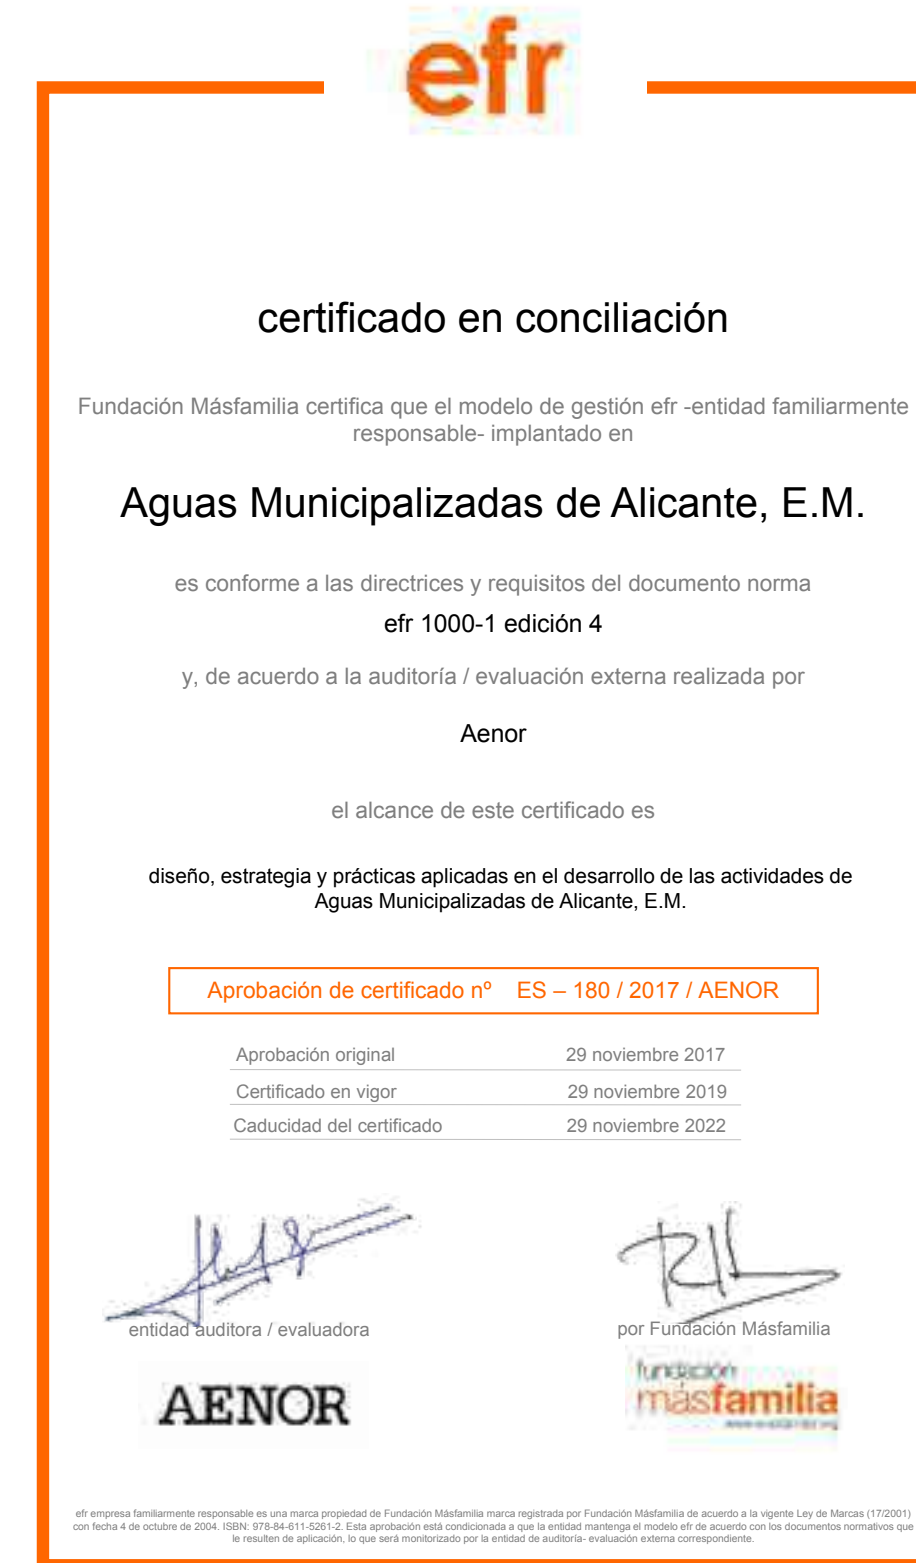 efr
certificado en conciliación
Fundación Másfamilia certifica que el modelo de gestión efr -entidad familiarmente
responsable- implantado en
Aguas Municipalizadas de Alicante, E.M.
es conforme a las directrices y requisitos del documento norma
efr 1000-1 edición 4
y, de acuerdo a la auditoría / evaluación externa realizada por
Aenor
el alcance de este certificado es
diseño, estrategia y prácticas aplicadas en el desarrollo de las actividades de
Aguas Municipalizadas de Alicante, E.M.
Aprobación de certificado nº ES – 180 / 2017 / AENOR
Aprobación original 29 noviembre 2017
Certificado en vigor 29 noviembre 2019
Caducidad del certificado 29 noviembre 2022
entidad auditora / evaluadora por Fundación Másfamilia
AENOR
fundación
másfamilia
efr empresa familiarmente responsable es una marca propiedad de Fundación Másfamilia marca registrada por Fundación Másfamilia de acuerdo a la vigente Ley de Marcas (17/2001)
con fecha 4 de octubre de 2004. ISBN: 978-84-611-5261-2. Esta aprobación está condicionada a que la entidad mantenga el modelo efr de acuerdo con los documentos normativos que
le resulten de aplicación, lo que será monitorizado por la entidad de auditoría- evaluación externa correspondiente.